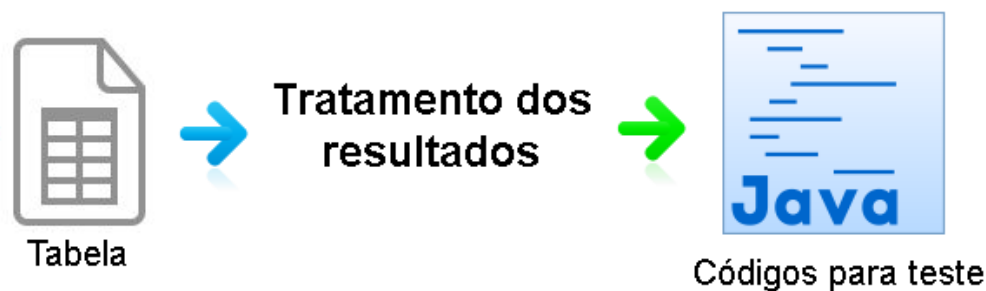 Tabela
Tratamento dos
resultados
Java
Códigos para teste